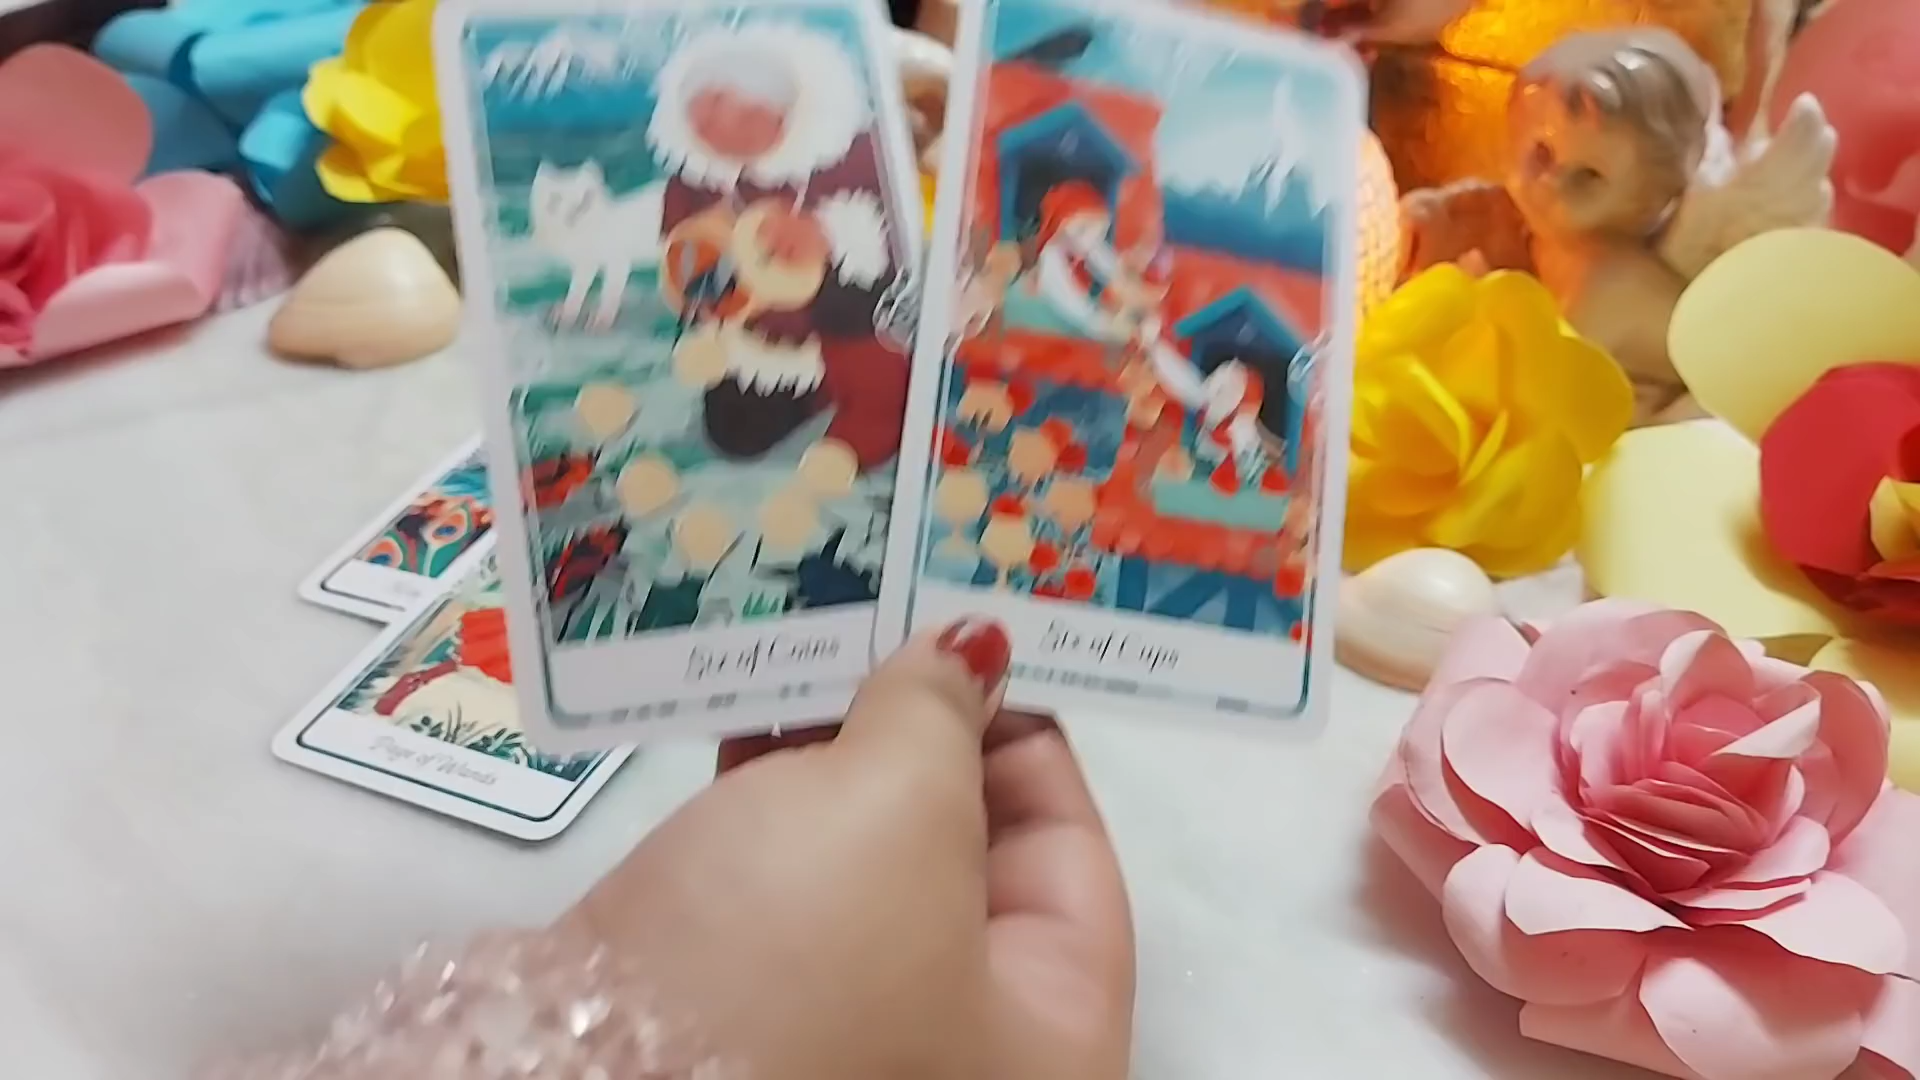 Six of Coins
Six of Cups
Page of Wands